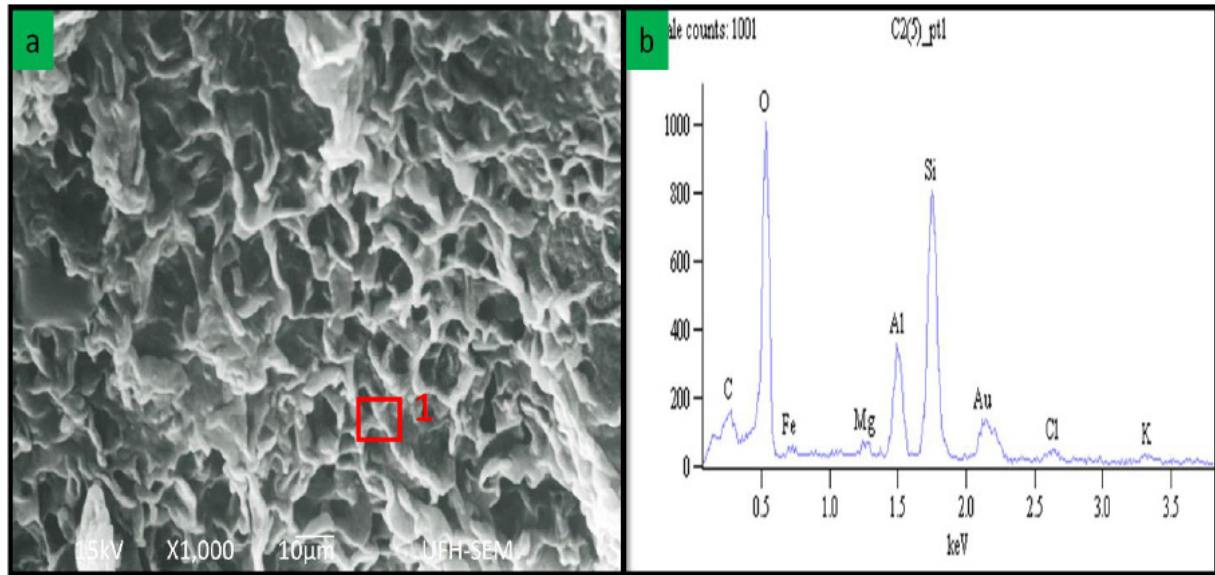 a
1
15kV X1,000 10µm UFH-SEM
b
ale counts: 1001 C2(5)_pt1
O
1000
Si
800
600
Al
400
200
C
Fe
Mg
Au
Cl
K
0
0.5 1.0 1.5 2.0 2.5 3.0 3.5
keV